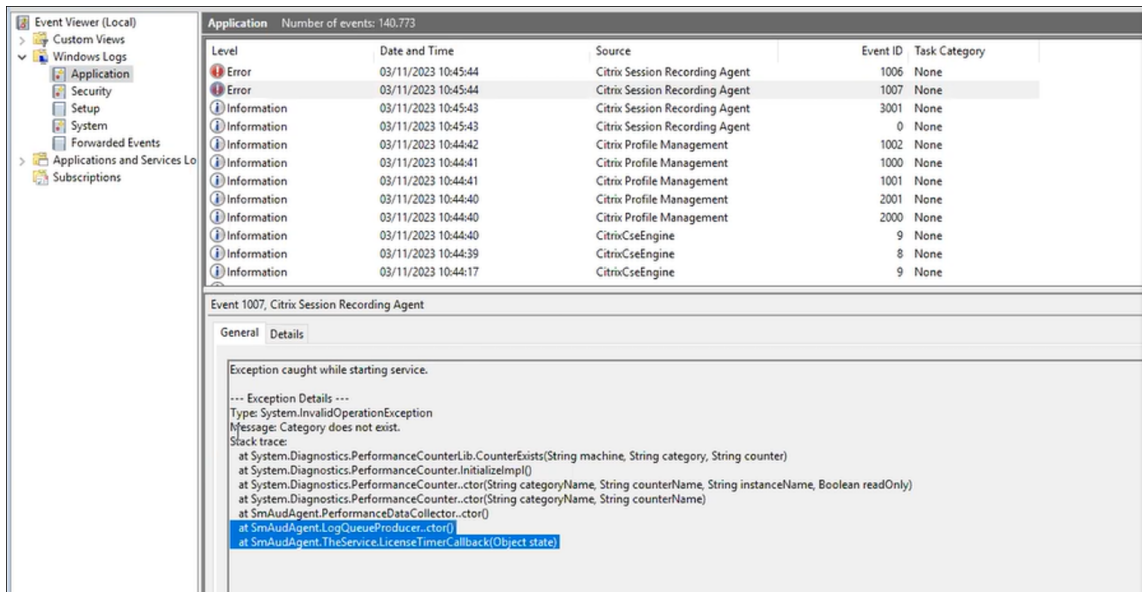 Event Viewer (Local)
Custom Views
Windows Logs
Application
Security
Setup
System
Forwarded Events
Applications and Services Lo
Subscriptions
Application Number of events: 140.773
Level Date and Time Source Event ID Task Category
Error 03/11/2023 10:45:44 Citrix Session Recording Agent 1006 None
Error 03/11/2023 10:45:44 Citrix Session Recording Agent 1007 None
Information 03/11/2023 10:45:43 Citrix Session Recording Agent 3001 None
Information 03/11/2023 10:45:43 Citrix Session Recording Agent 0 None
Information 03/11/2023 10:44:42 Citrix Profile Management 1002 None
Information 03/11/2023 10:44:41 Citrix Profile Management 1000 None
Information 03/11/2023 10:44:41 Citrix Profile Management 1001 None
Information 03/11/2023 10:44:40 Citrix Profile Management 2001 None
Information 03/11/2023 10:44:40 Citrix Profile Management 2000 None
Information 03/11/2023 10:44:40 CitrixCseEngine 9 None
Information 03/11/2023 10:44:39 CitrixCseEngine 8 None
Information 03/11/2023 10:44:17 CitrixCseEngine 9 None
Event 1007, Citrix Session Recording Agent
General Details
Exception caught while starting service.
--- Exception Details ---
Type: System.InvalidOperationException
Message: Category does not exist.
Stack trace:
at System.Diagnostics.PerformanceCounterLib.CounterExists(String machine, String category, String counter)
at System.Diagnostics.PerformanceCounter.InitializeImpl()
at System.Diagnostics.PerformanceCounter..ctor(String categoryName, String counterName, String instanceName, Boolean readOnly)
at System.Diagnostics.PerformanceCounter..ctor(String categoryName, String counterName)
at SmAudAgent.PerformanceDataCollector..ctor()
at SmAudAgent.LogQueueProducer..ctor()
at SmAudAgent.TheService.LicenseTimerCallback(Object state)